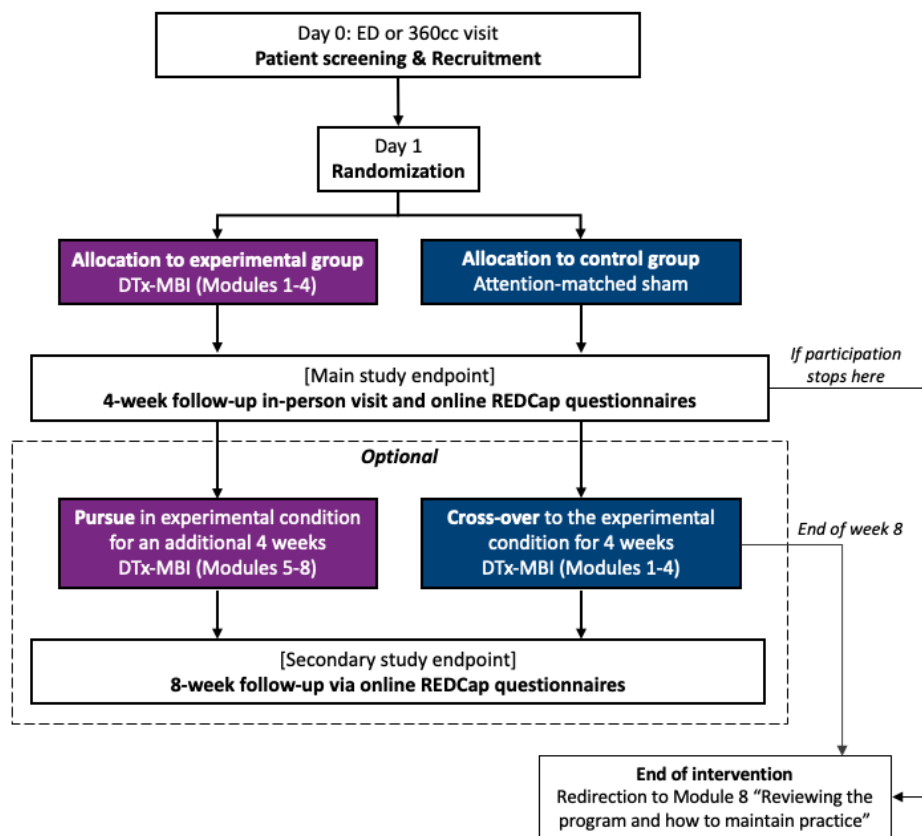 Day 0: ED or 360cc visit
Patient screening & Recruitment
Day 1
Randomization
Allocation to experimental group
DTx-MBI (Modules 1-4)
Allocation to control group
Attention-matched sham
[Main study endpoint]
4-week follow-up in-person visit and online REDCap questionnaires
If participation
stops here
Optional
Pursue in experimental condition
for an additional 4 weeks
DTx-MBI (Modules 5-8)
Cross-over to the experimental
condition for 4 weeks
DTx-MBI (Modules 1-4)
End of week 8
[Secondary study endpoint]
8-week follow-up via online REDCap questionnaires
End of intervention
Redirection to Module 8 “Reviewing the
program and how to maintain practice”